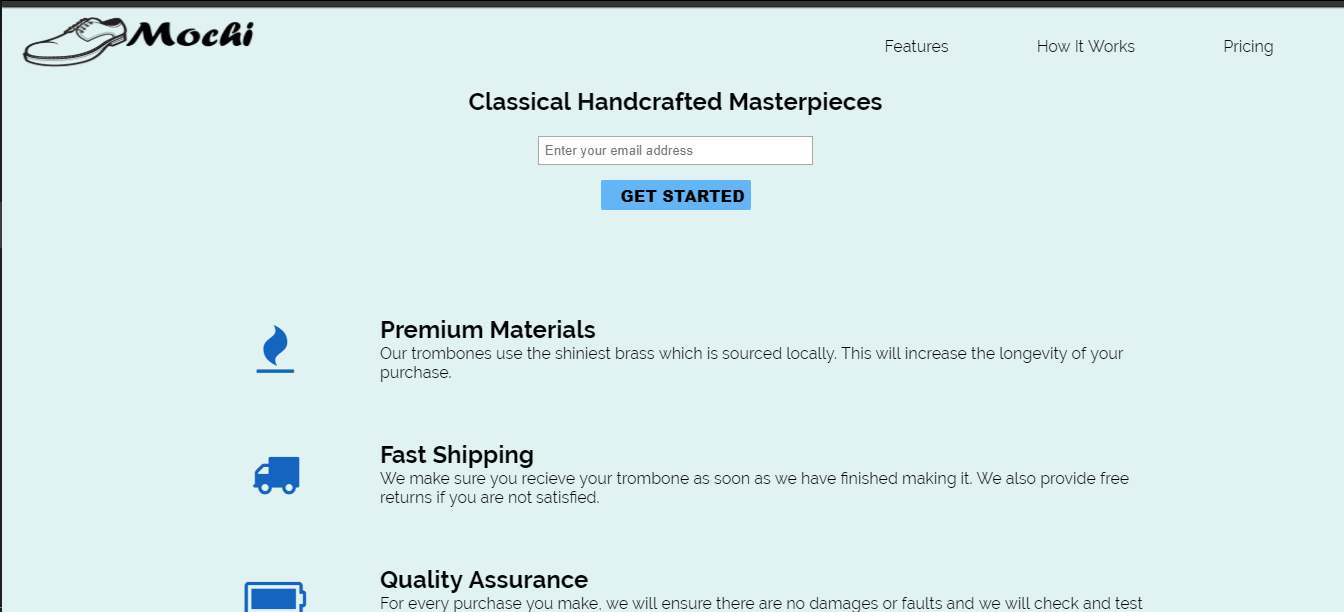 Mochi
Features
How It Works
Pricing
Classical Handcrafted Masterpieces
Enter your email address
GET STARTED
Premium Materials
Our trombones use the shiniest brass which is sourced locally. This will increase the longevity of your
purchase.
Fast Shipping
We make sure you recieve your trombone as soon as we have finished making it. We also provide free
returns if you are not satisfied.
Quality Assurance
For every purchase you make, we will ensure there are no damages or faults and we will check and test